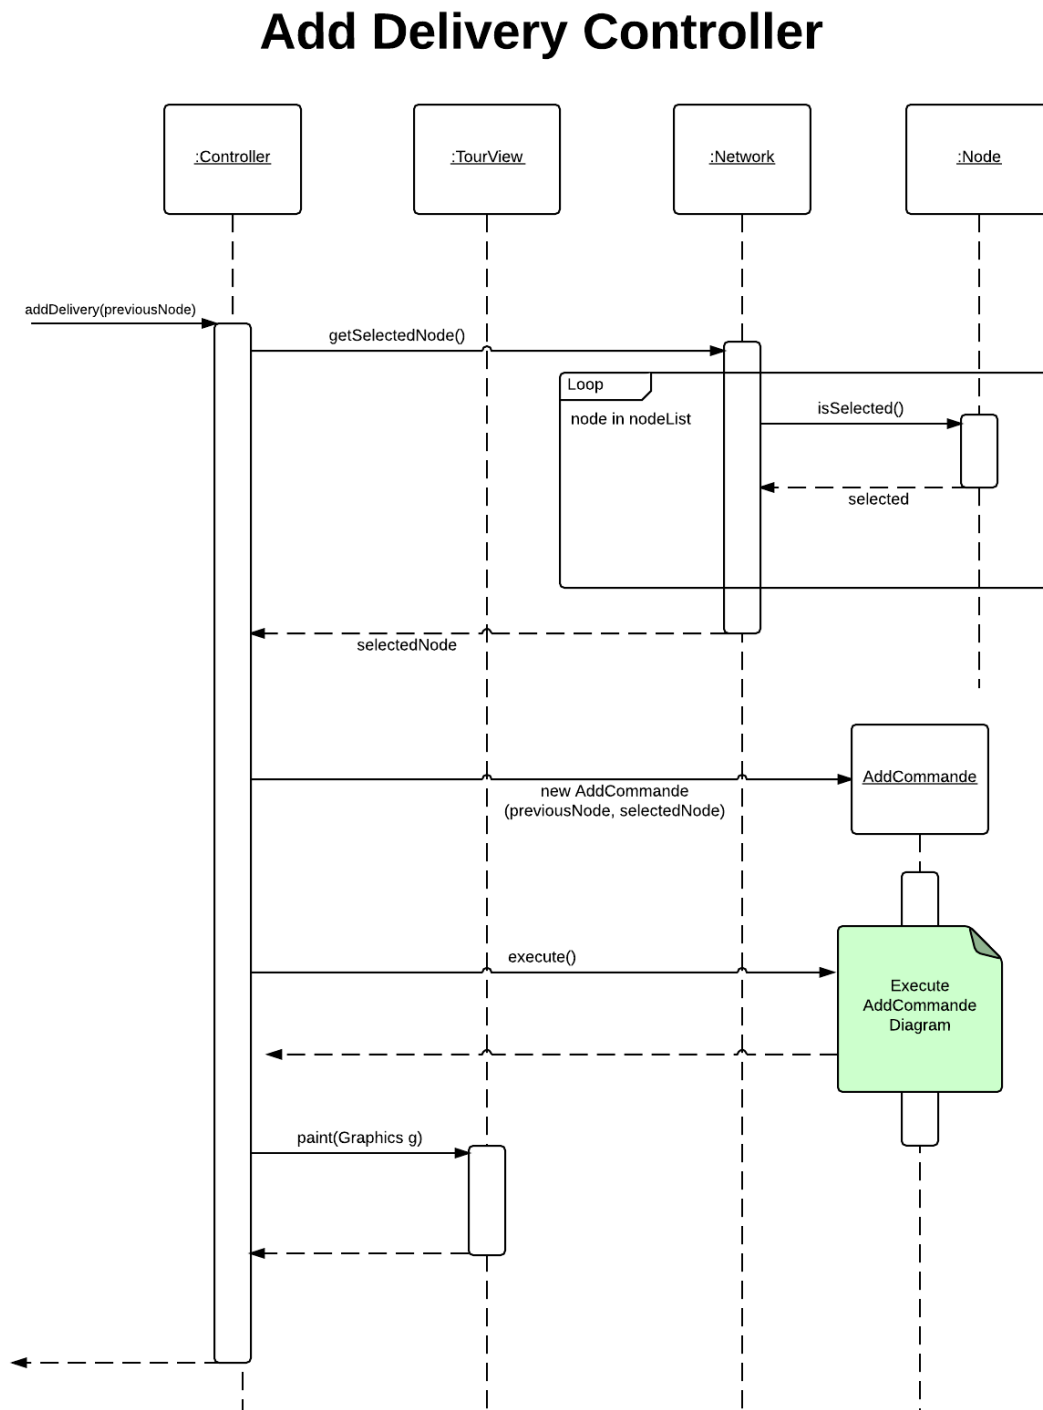 Add Delivery Controller
:Controller
:TourView
:Network
:Node
addDelivery(previousNode)
getSelectedNode()
Loop
node in nodeList
isSelected()
selected
selectedNode
new AddCommande
(previousNode, selectedNode)
AddCommande
execute()
Execute
AddCommande
Diagram
paint(Graphics g)